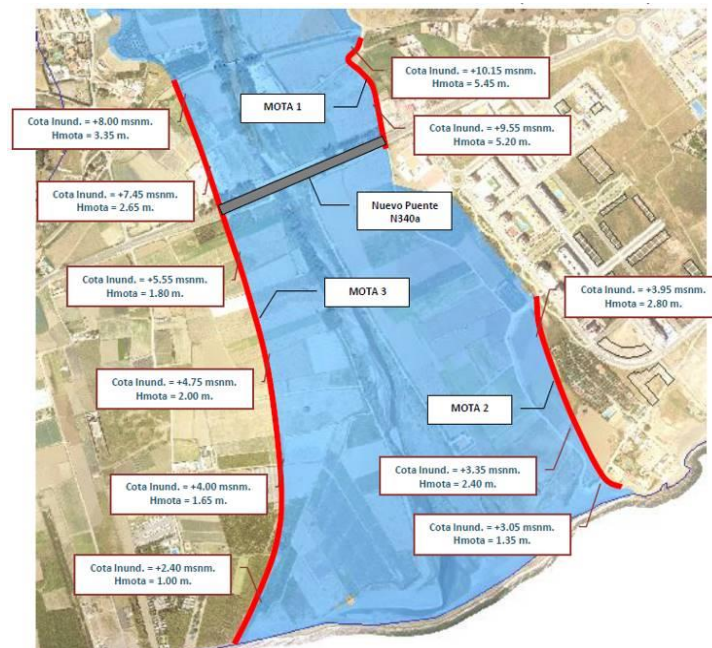 Cota Inund. = +10.15 msnm.
Hmota = 5.45 m.
MOTA 1
Cota Inund. = +8.00 msnm.
Hmota = 3.35 m.
Cota Inund. = +9.55 msnm.
Hmota = 5.20 m.
Cota Inund. = +7.45 msnm.
Hmota = 2.65 m.
Nuevo Puente
N340a
Cota Inund. = +5.55 msnm.
Hmota = 1.80 m.
MOTA 3
Cota Inund. = +3.95 msnm.
Hmota = 2.80 m.
Cota Inund. = +4.75 msnm.
Hmota = 2.00 m.
MOTA 2
Cota Inund. = +3.35 msnm.
Hmota = 2.40 m.
Cota Inund. = +4.00 msnm.
Hmota = 1.65 m.
Cota Inund. = +3.05 msnm.
Hmota = 1.35 m.
Cota Inund. = +2.40 msnm.
Hmota = 1.00 m.